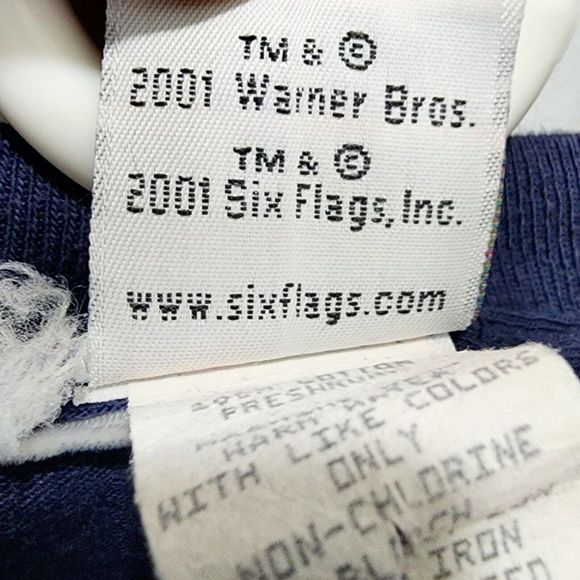 TM & ©
2001 Warner Bros.
TM & ©
2001 Six Flags, Inc.
www.sixflags.com
COTTON
WITH LIKE COLORS
ONLY
NON-CHLORINE
IRON